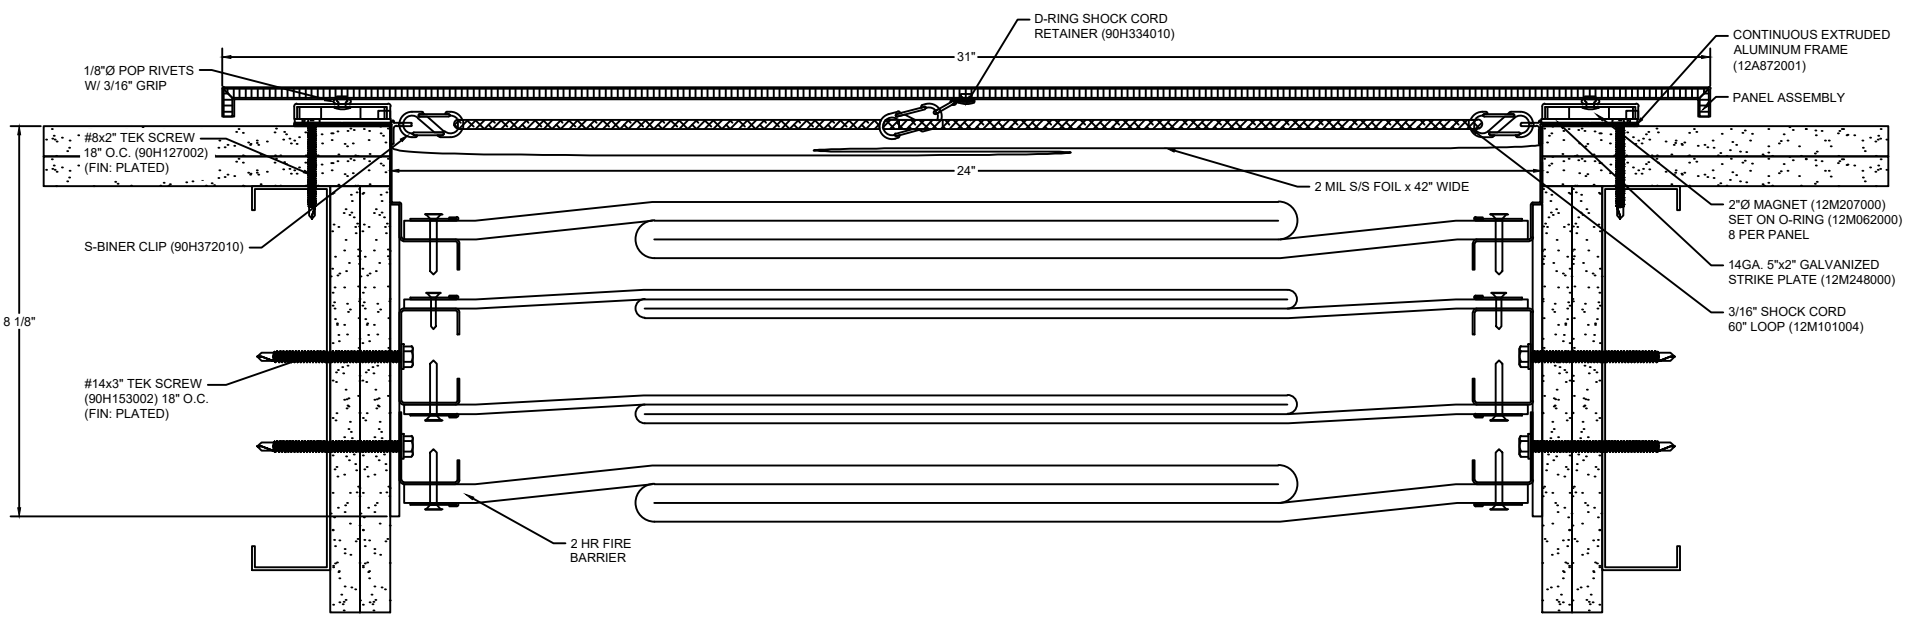 D-RING SHOCK CORD
RETAINER (90H334010)
CONTINUOUS EXTRUDED
ALUMINUM FRAME
(12A872001)
31"
1/8"Ø POP RIVETS
W/ 3/16" GRIP
PANEL ASSEMBLY
#8x2" TEK SCREW
18" O.C. (90H127002)
(FIN: PLATED)
24"
2 MIL S/S FOIL x 42" WIDE
2"Ø MAGNET (12M207000)
SET ON O-RING (12M062000)
8 PER PANEL
S-BINER CLIP (90H372010)
14GA. 5"x2" GALVANIZED
STRIKE PLATE (12M248000)
8 1/8"
3/16" SHOCK CORD
60" LOOP (12M101004)
#14x3" TEK SCREW
(90H153002) 18" O.C.
(FIN: PLATED)
2 HR FIRE
BARRIER